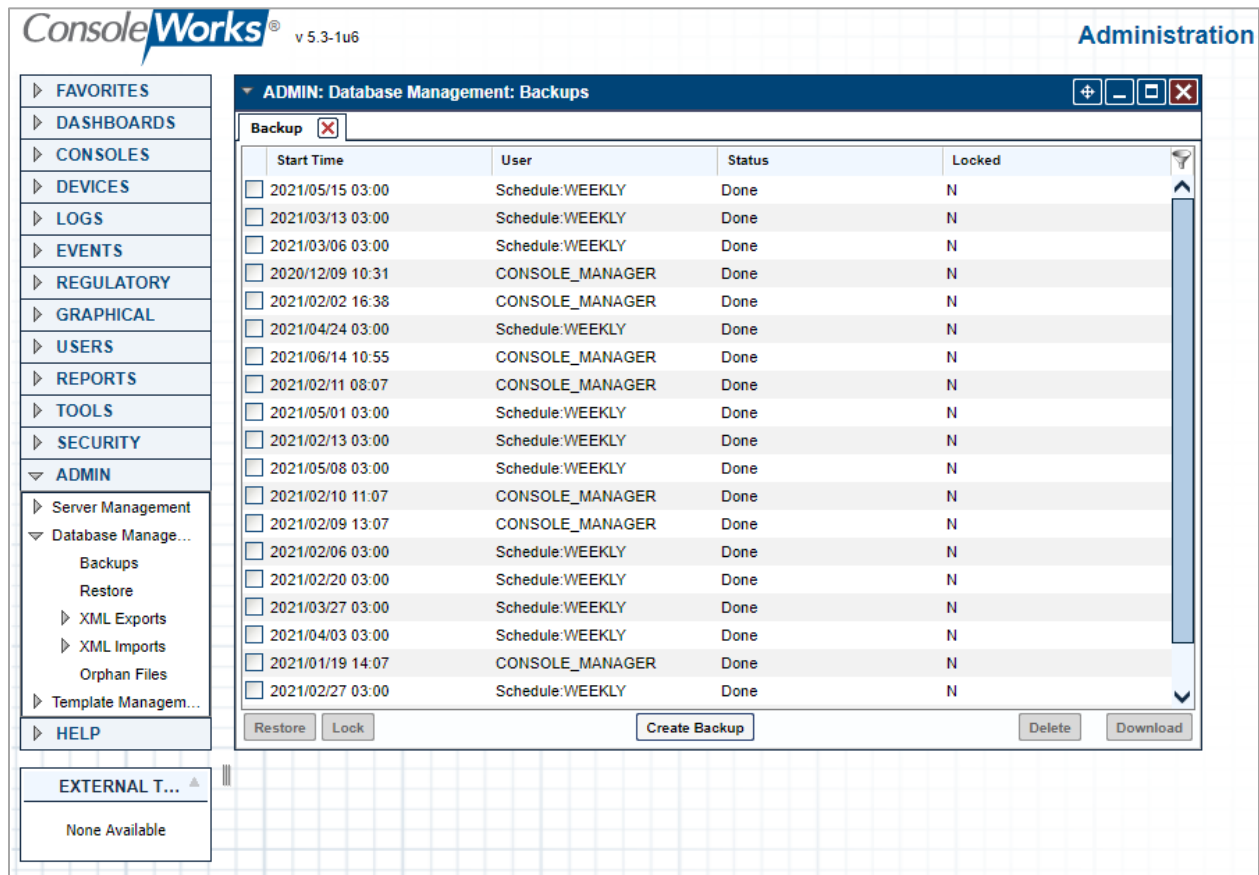 ConsoleWorks® v 5.3-1u6
Administration
FAVORITES
DASHBOARDS
CONSOLES
DEVICES
LOGS
EVENTS
REGULATORY
GRAPHICAL
USERS
REPORTS
TOOLS
SECURITY
ADMIN
Server Management
Database Manage...
Backups
Restore
XML Exports
XML Imports
Orphan Files
Template Managem...
HELP
EXTERNAL T...
None Available
ADMIN: Database Management: Backups
Backup
Start Time User Status Locked
2021/05/15 03:00 Schedule:WEEKLY Done N
2021/03/13 03:00 Schedule:WEEKLY Done N
2021/03/06 03:00 Schedule:WEEKLY Done N
2020/12/09 10:31 CONSOLE_MANAGER Done N
2021/02/02 16:38 CONSOLE_MANAGER Done N
2021/04/24 03:00 Schedule:WEEKLY Done N
2021/06/14 10:55 CONSOLE_MANAGER Done N
2021/02/11 08:07 CONSOLE_MANAGER Done N
2021/05/01 03:00 Schedule:WEEKLY Done N
2021/02/13 03:00 Schedule:WEEKLY Done N
2021/05/08 03:00 Schedule:WEEKLY Done N
2021/02/10 11:07 CONSOLE_MANAGER Done N
2021/02/09 13:07 CONSOLE_MANAGER Done N
2021/02/06 03:00 Schedule:WEEKLY Done N
2021/02/20 03:00 Schedule:WEEKLY Done N
2021/03/27 03:00 Schedule:WEEKLY Done N
2021/04/03 03:00 Schedule:WEEKLY Done N
2021/01/19 14:07 CONSOLE_MANAGER Done N
2021/02/27 03:00 Schedule:WEEKLY Done N
Restore Lock Create Backup Delete Download